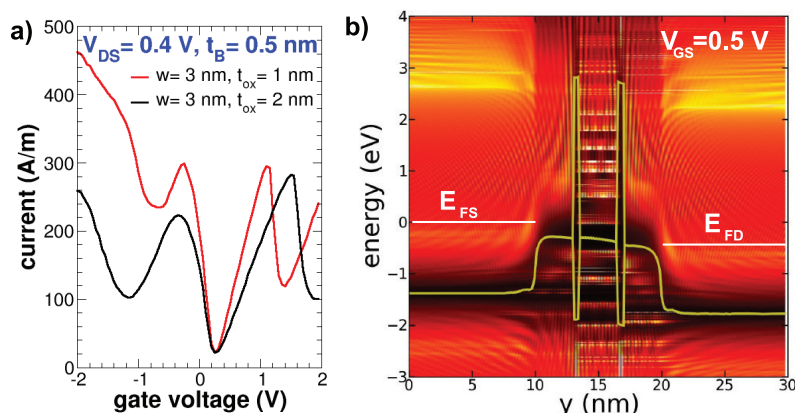 a)
V_DS= 0.4 V, t_B= 0.5 nm
w= 3 nm, t_ox= 1 nm
w= 3 nm, t_ox= 2 nm
500
400
300
200
100
0
current (A/m)
-2 -1 0 1 2
gate voltage (V)
b)
V_GS=0.5 V
E_FS
E_FD
4
3
2
1
0
−1
−2
−3
energy (eV)
0 5 10 15 20 25 30
y (nm)